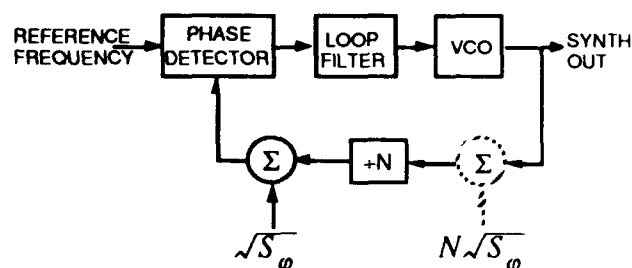 REFERENCE
FREQUENCY
PHASE
DETECTOR
LOOP
FILTER
VCO
SYNTH
OUT
Σ
÷N
Σ
√S_φ
N√S_φ